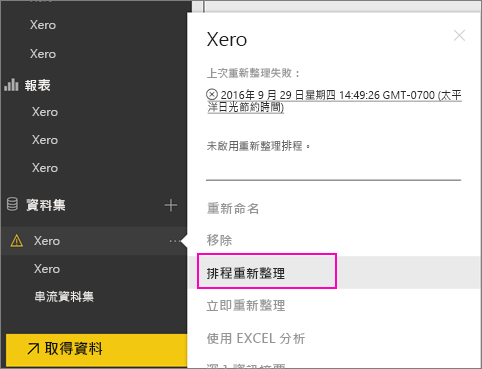 Xero
Xero
報表
Xero
Xero
Xero
資料集
Xero
Xero
串流資料集
取得資料
Xero
上次重新整理失敗：
2016年 9 月 29 日星期四 14:49:26 GMT-0700 (太平
洋日光節約時間)
未啟用重新整理排程。
重新命名
移除
排程重新整理
立即重新整理
使用 EXCEL 分析